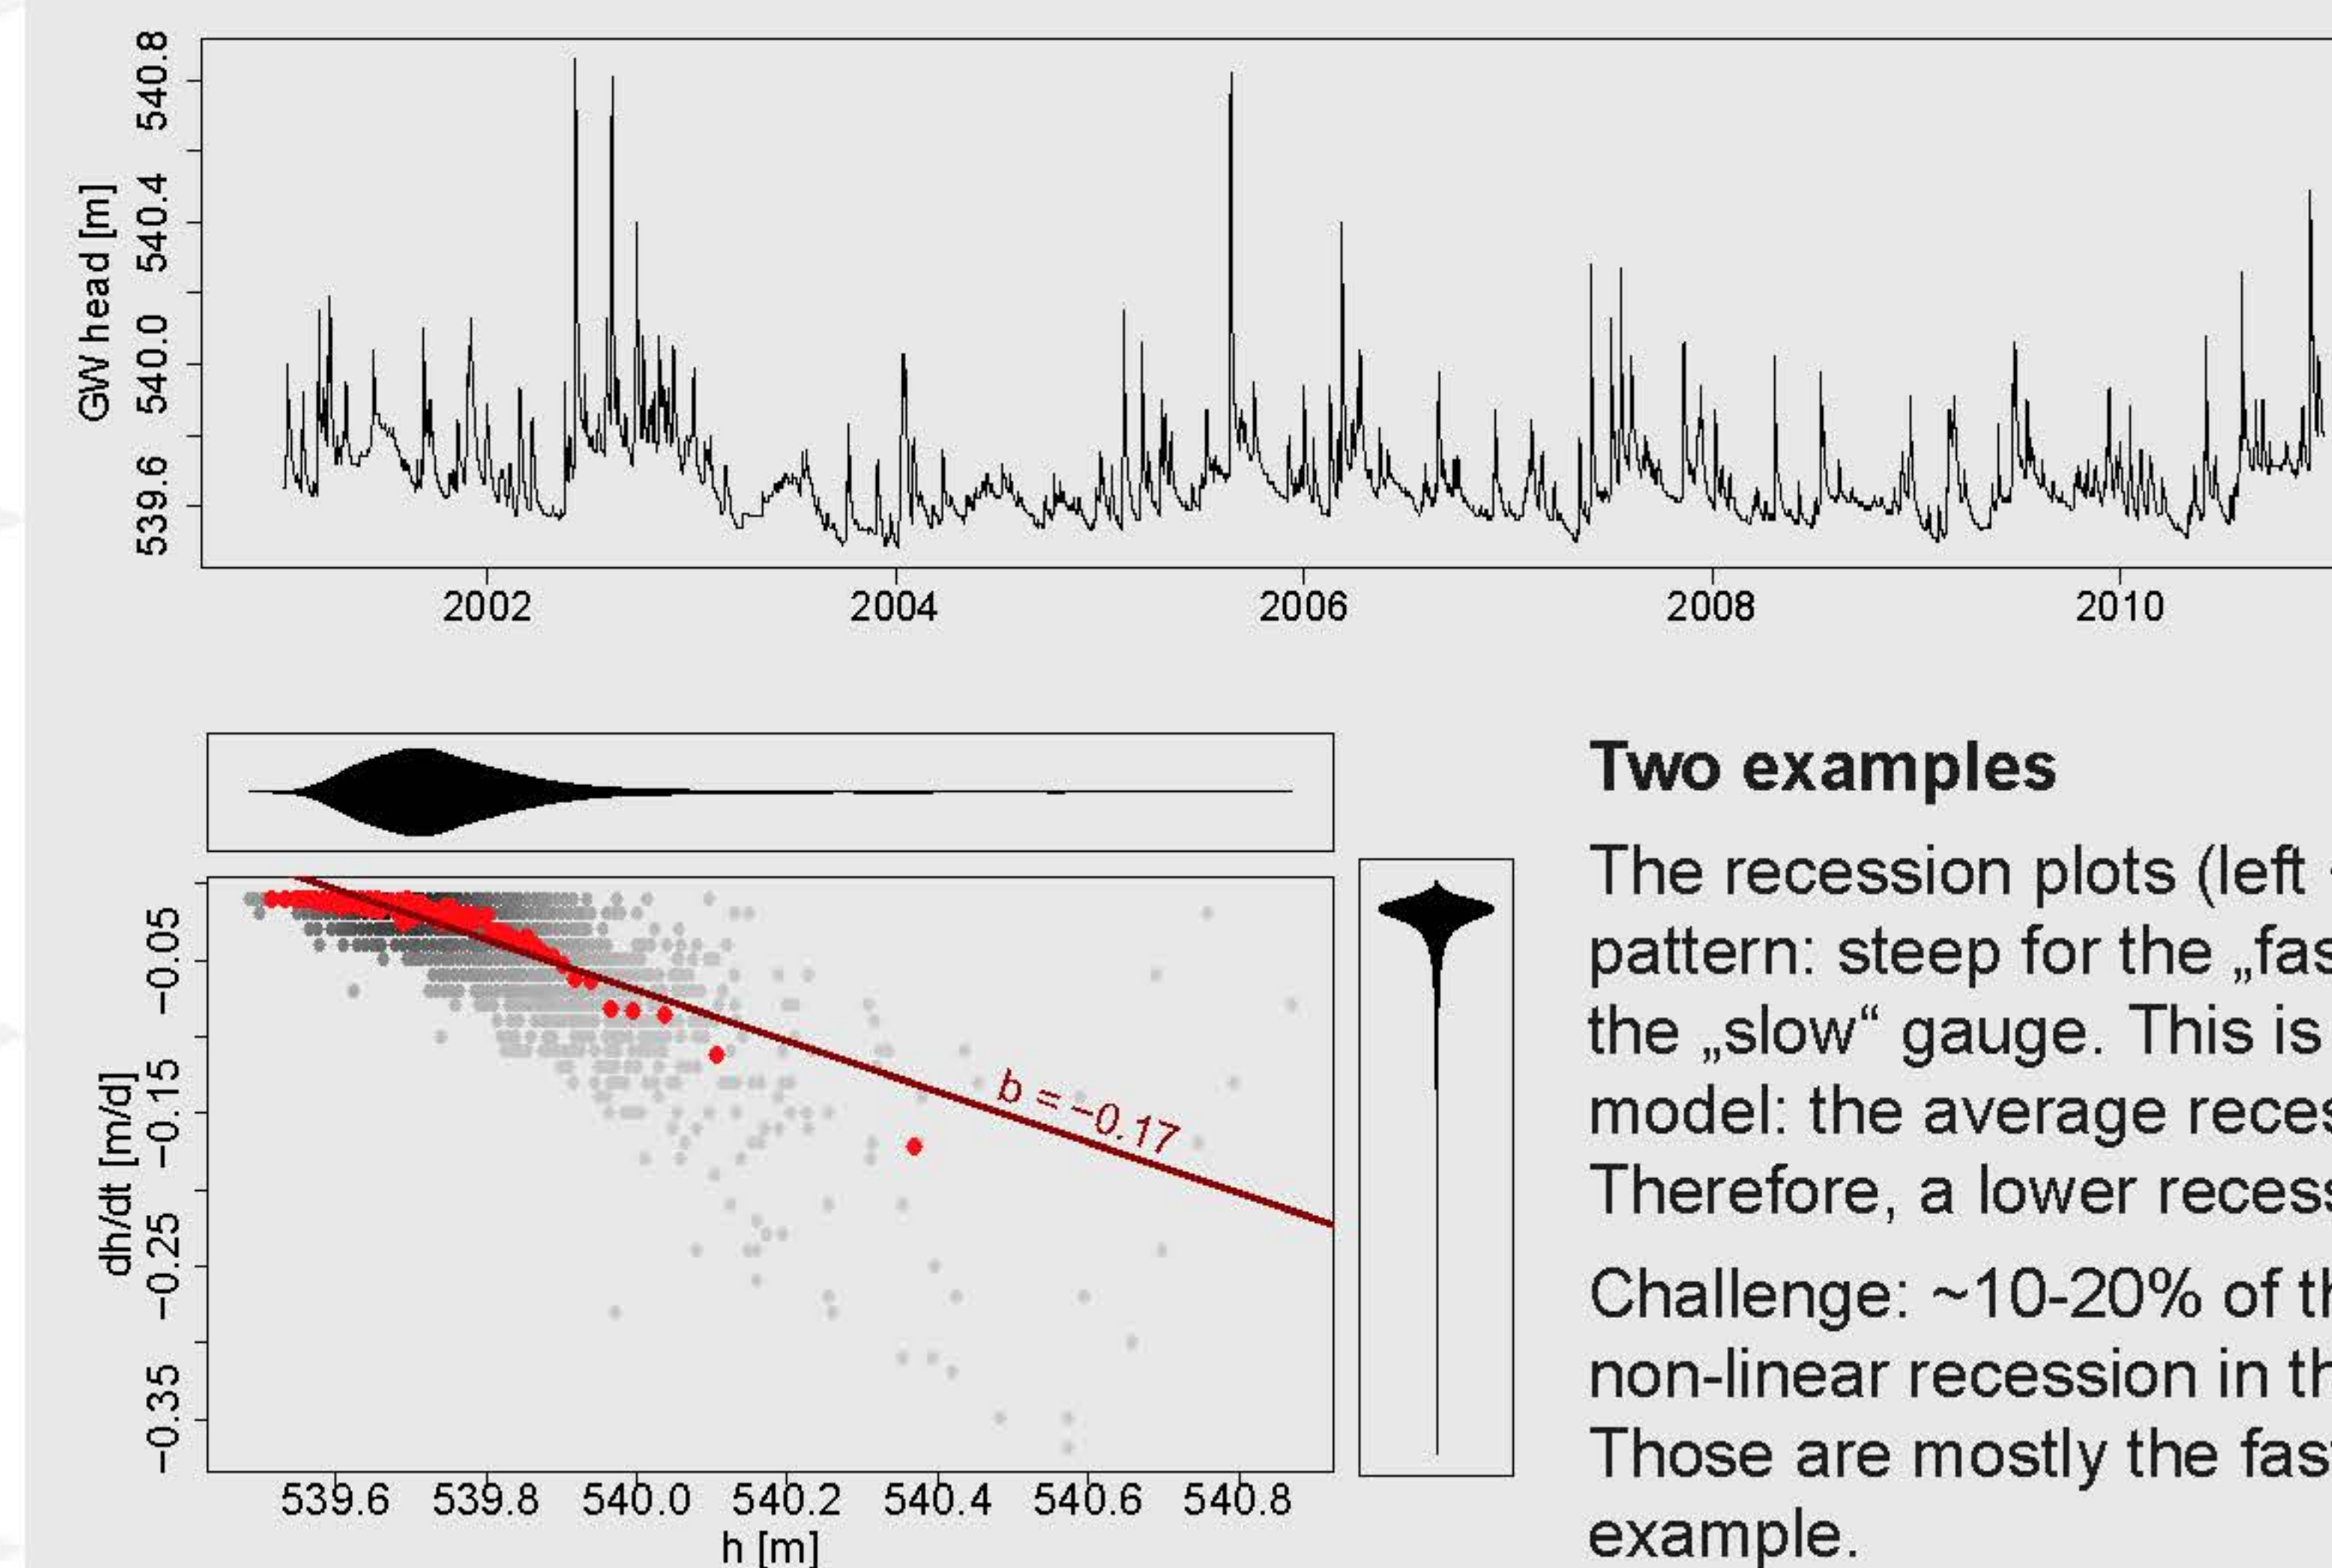 GW head [m]
540.8
540.4
540.0
539.6
2002 2004 2006 2008 2010
dh/dt [m/d]
−0.05
−0.15
−0.25
−0.35
b = −0.17
539.6 539.8 540.0 540.2 540.4 540.6 540.8
h [m]
Two examples
The recession plots (left
pattern: steep for the „fas
the „slow“ gauge. This is
model: the average reces
Therefore, a lower recess
Challenge: ~10-20% of th
non-linear recession in th
Those are mostly the fast
example.